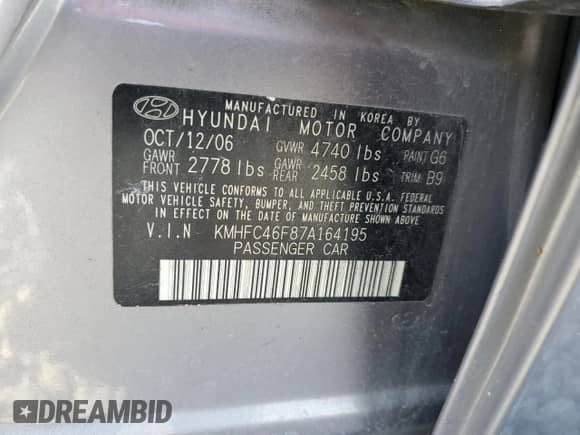 MANUFACTURED IN KOREA BY
HYUNDAI MOTOR COMPANY
OCT/12/06 GVWR 4740 lbs PAINT G6
GAWR FRONT 2778 lbs GAWR REAR 2458 lbs TRIM B9
THIS VEHICLE CONFORMS TO ALL APPLICABLE U.S.A. FEDERAL
MOTOR VEHICLE SAFETY, BUMPER, AND THEFT PREVENTION STANDARDS
IN EFFECT ON THE DATE OF MANUFACTURE SHOWN ABOVE
V.I.N KMHFC46F87A164195
PASSENGER CAR
DREAMBID